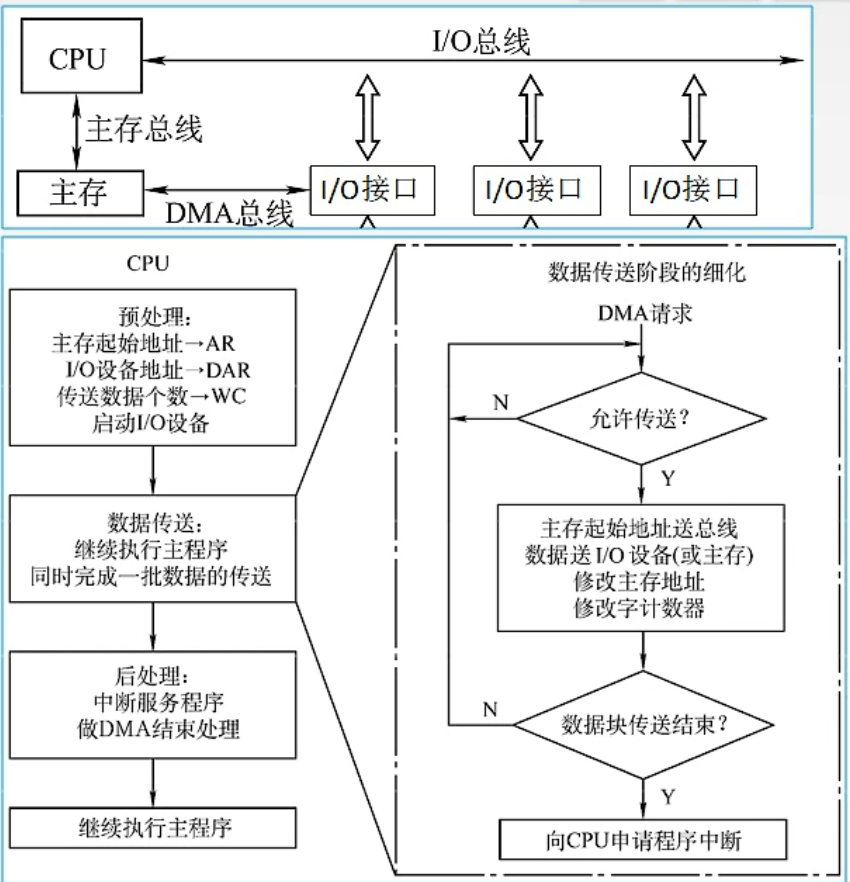 I/O总线
CPU
主存总线
主存
I/O接口
I/O接口
I/O接口
DMA总线
CPU
预处理：
主存起始地址→AR
I/O设备地址→DAR
传送数据个数→WC
启动I/O设备
数据传送：
继续执行主程序
同时完成一批数据的传送
后处理：
中断服务程序
做DMA结束处理
继续执行主程序
数据传送阶段的细化
DMA请求
N
允许传送？
Y
主存起始地址送总线
数据送I/O设备(或主存)
修改主存地址
修改字计数器
N
数据块传送结束？
Y
向CPU申请程序中断